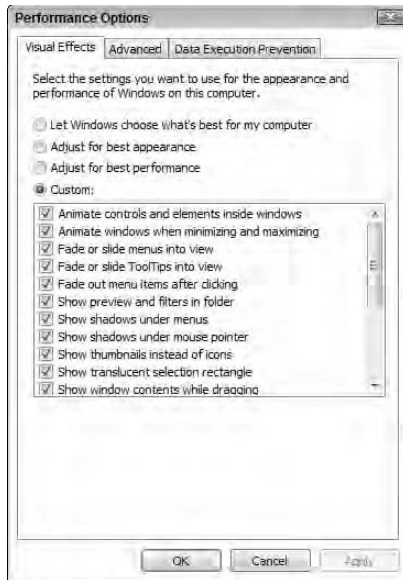 Performance Options
Visual Effects Advanced Data Execution Prevention
Select the settings you want to use for the appearance and
performance of Windows on this computer.
Let Windows choose what's best for my computer
Adjust for best appearance
Adjust for best performance
Custom:
Animate controls and elements inside windows
Animate windows when minimizing and maximizing
Fade or slide menus into view
Fade or slide ToolTips into view
Fade out menu items after clicking
Show preview and filters in folder
Show shadows under menus
Show shadows under mouse pointer
Show thumbnails instead of icons
Show translucent selection rectangle
Show window contents while dragging
OK Cancel Apply